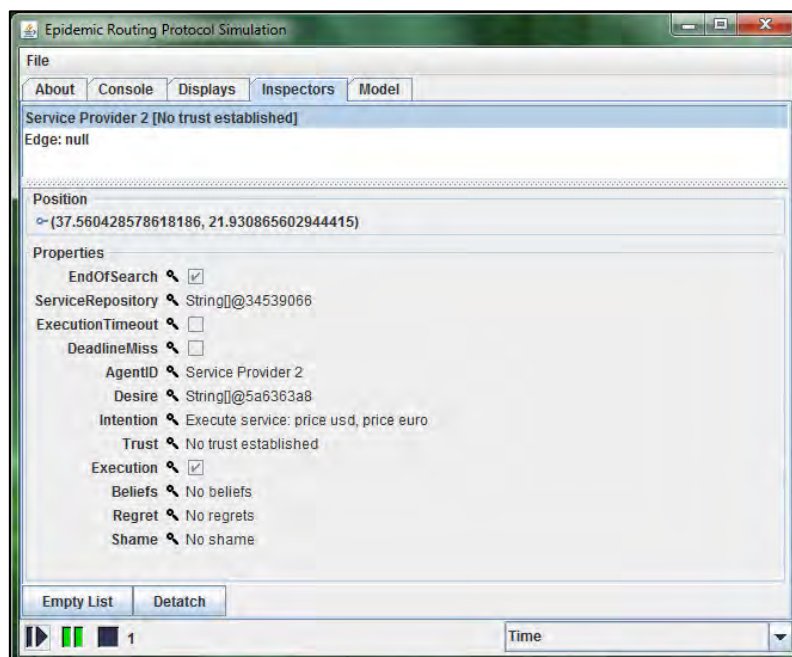 Epidemic Routing Protocol Simulation
File
About Console Displays Inspectors Model
Service Provider 2 [No trust established]
Edge: null
Position
(37.560428578618186, 21.930865602944415)
Properties
EndOfSearch
ServiceRepository String[]@34539066
ExecutionTimeout
DeadlineMiss
AgentID Service Provider 2
Desire String[]@5a6363a8
Intention Execute service: price usd, price euro
Trust No trust established
Execution
Beliefs No beliefs
Regret No regrets
Shame No shame
Empty List Detatch
1 Time